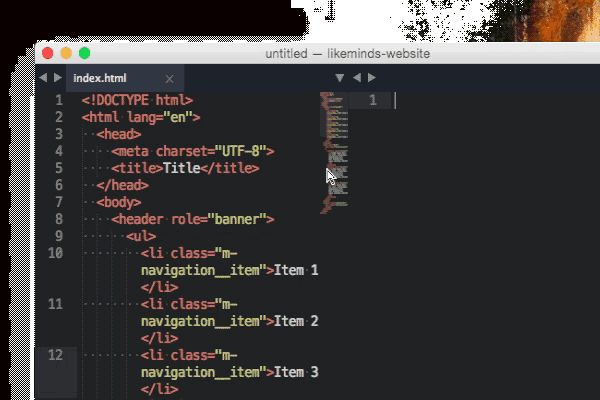 untitled — likeminds-website
index.html ×
1 <!DOCTYPE html>
2 <html lang="en">
3 <head>
4 <meta charset="UTF-8">
5 <title>Title</title>
6 </head>
7 <body>
8 <header role="banner">
9 <ul>
10 <li class="m-
navigation__item">Item 1
</li>
11 <li class="m-
navigation__item">Item 2
</li>
12 <li class="m-
navigation__item">Item 3
</li>
1